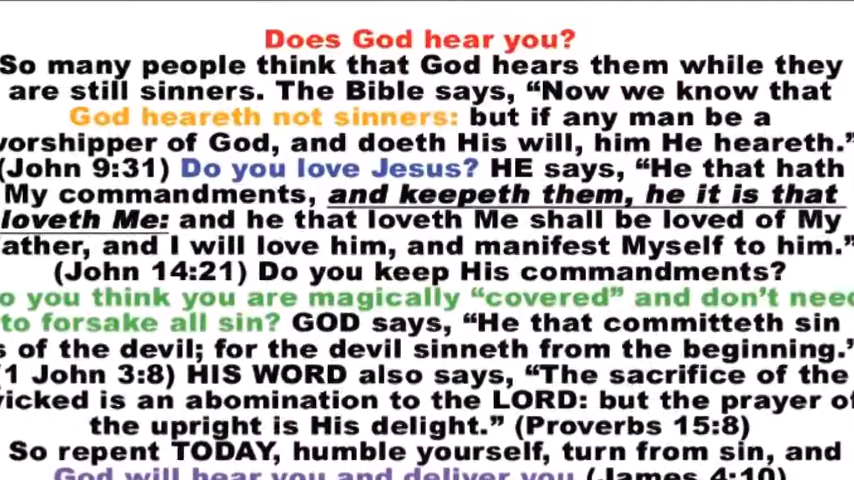 Does God hear you?
So many people think that God hears them while they
are still sinners. The Bible says, “Now we know that
God heareth not sinners: but if any man be a
worshipper of God, and doeth His will, him He heareth.”
(John 9:31) Do you love Jesus? HE says, “He that hath
My commandments, and keepeth them, he it is that
loveth Me: and he that loveth Me shall be loved of My
ather, and I will love him, and manifest Myself to him.”
(John 14:21) Do you keep His commandments?
o you think you are magically “covered” and don’t need
to forsake all sin? GOD says, “He that committeth sin
s of the devil; for the devil sinneth from the beginning.”
(1 John 3:8) HIS WORD also says, “The sacrifice of the
wicked is an abomination to the LORD: but the prayer of
the upright is His delight.” (Proverbs 15:8)
So repent TODAY, humble yourself, turn from sin, and
God will hear you and deliver you (James 4:10)